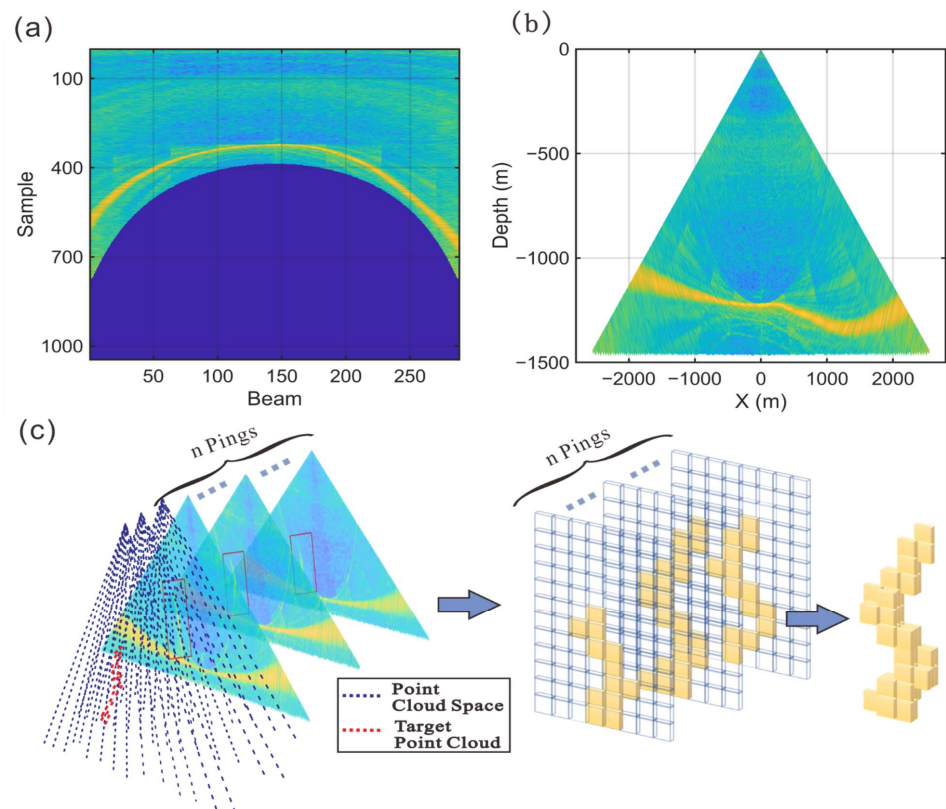 (a)
100
400
700
1000
Sample
50
100
150
200
250
Beam
(b)
0
−500
−1000
−1500
Depth (m)
−2000
−1000
0
1000
2000
X (m)
(c)
n Pings
n Pings
Point
Cloud Space
Target
Point Cloud